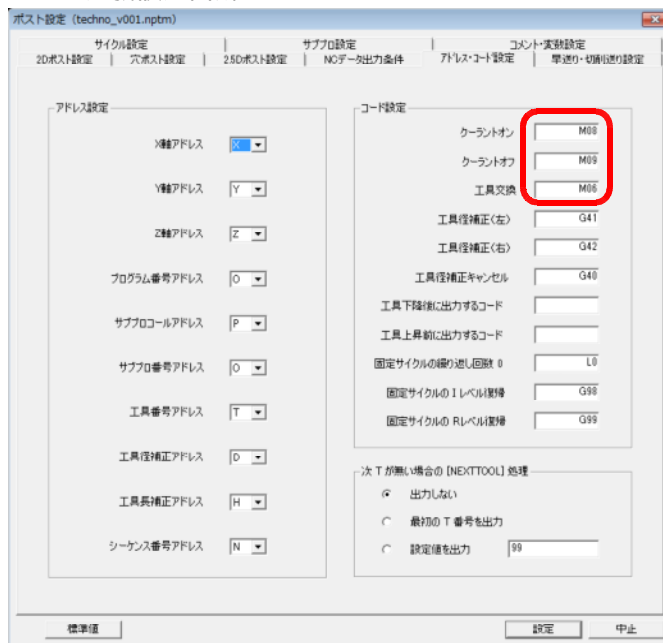 ポスト設定 (techno_v001.nptm)
サイクル設定 サブプロ設定 コメント・変数設定
2Dポスト設定 穴ポスト設定 2.5Dポスト設定 NCデータ出力条件 アドレス・コード設定 早送り・切削送り設定
アドレス設定
X軸アドレス X
Y軸アドレス Y
Z軸アドレス Z
プログラム番号アドレス O
サブプロコールアドレス P
サブプロ番号アドレス O
工具番号アドレス T
工具径補正アドレス D
工具長補正アドレス H
シーケンス番号アドレス N
コード設定
クーラントオン M08
クーラントオフ M09
工具交換 M06
工具径補正(左) G41
工具径補正(右) G42
工具径補正キャンセル G40
工具下降後に出力するコード
工具上昇前に出力するコード
固定サイクルの繰り返し回数 0 L0
固定サイクルの I レベル復帰 G98
固定サイクルの Rレベル復帰 G99
次 T が無い場合の [NEXTTOOL] 処理
出力しない
最初の T 番号を出力
設定値を出力 99
標準値 設定 中止